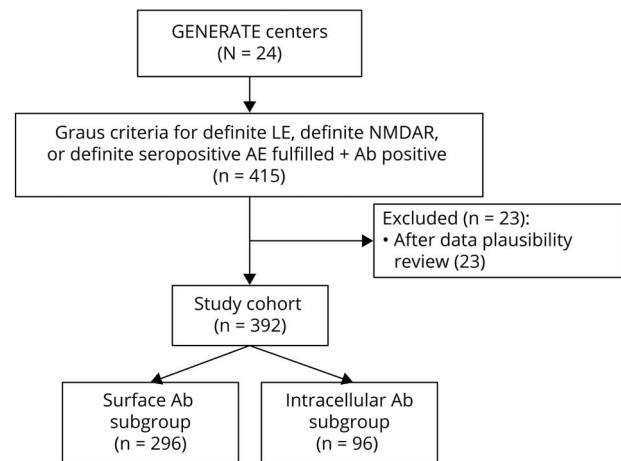 GENERATE centers
(N = 24)
Graus criteria for definite LE, definite NMDAR,
or definite seropositive AE fulfilled + Ab positive
(n = 415)
Excluded (n = 23):
• After data plausibility
review (23)
Study cohort
(n = 392)
Surface Ab
subgroup
(n = 296)
Intracellular Ab
subgroup
(n = 96)